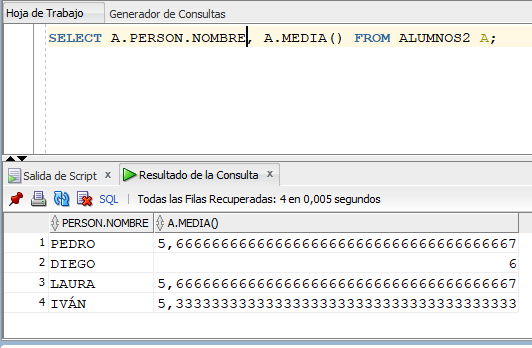 Hoja de Trabajo Generador de Consultas
SELECT A.PERSON.NOMBRE, A.MEDIA() FROM ALUMNOS2 A;
Salida de Script x Resultado de la Consulta x
SQL | Todas las Filas Recuperadas: 4 en 0,005 segundos
PERSON.NOMBRE A.MEDIA()
1 PEDRO 5,66666666666666666666666666666666666667
2 DIEGO 6
3 LAURA 5,66666666666666666666666666666666666667
4 IVÁN 5,33333333333333333333333333333333333333